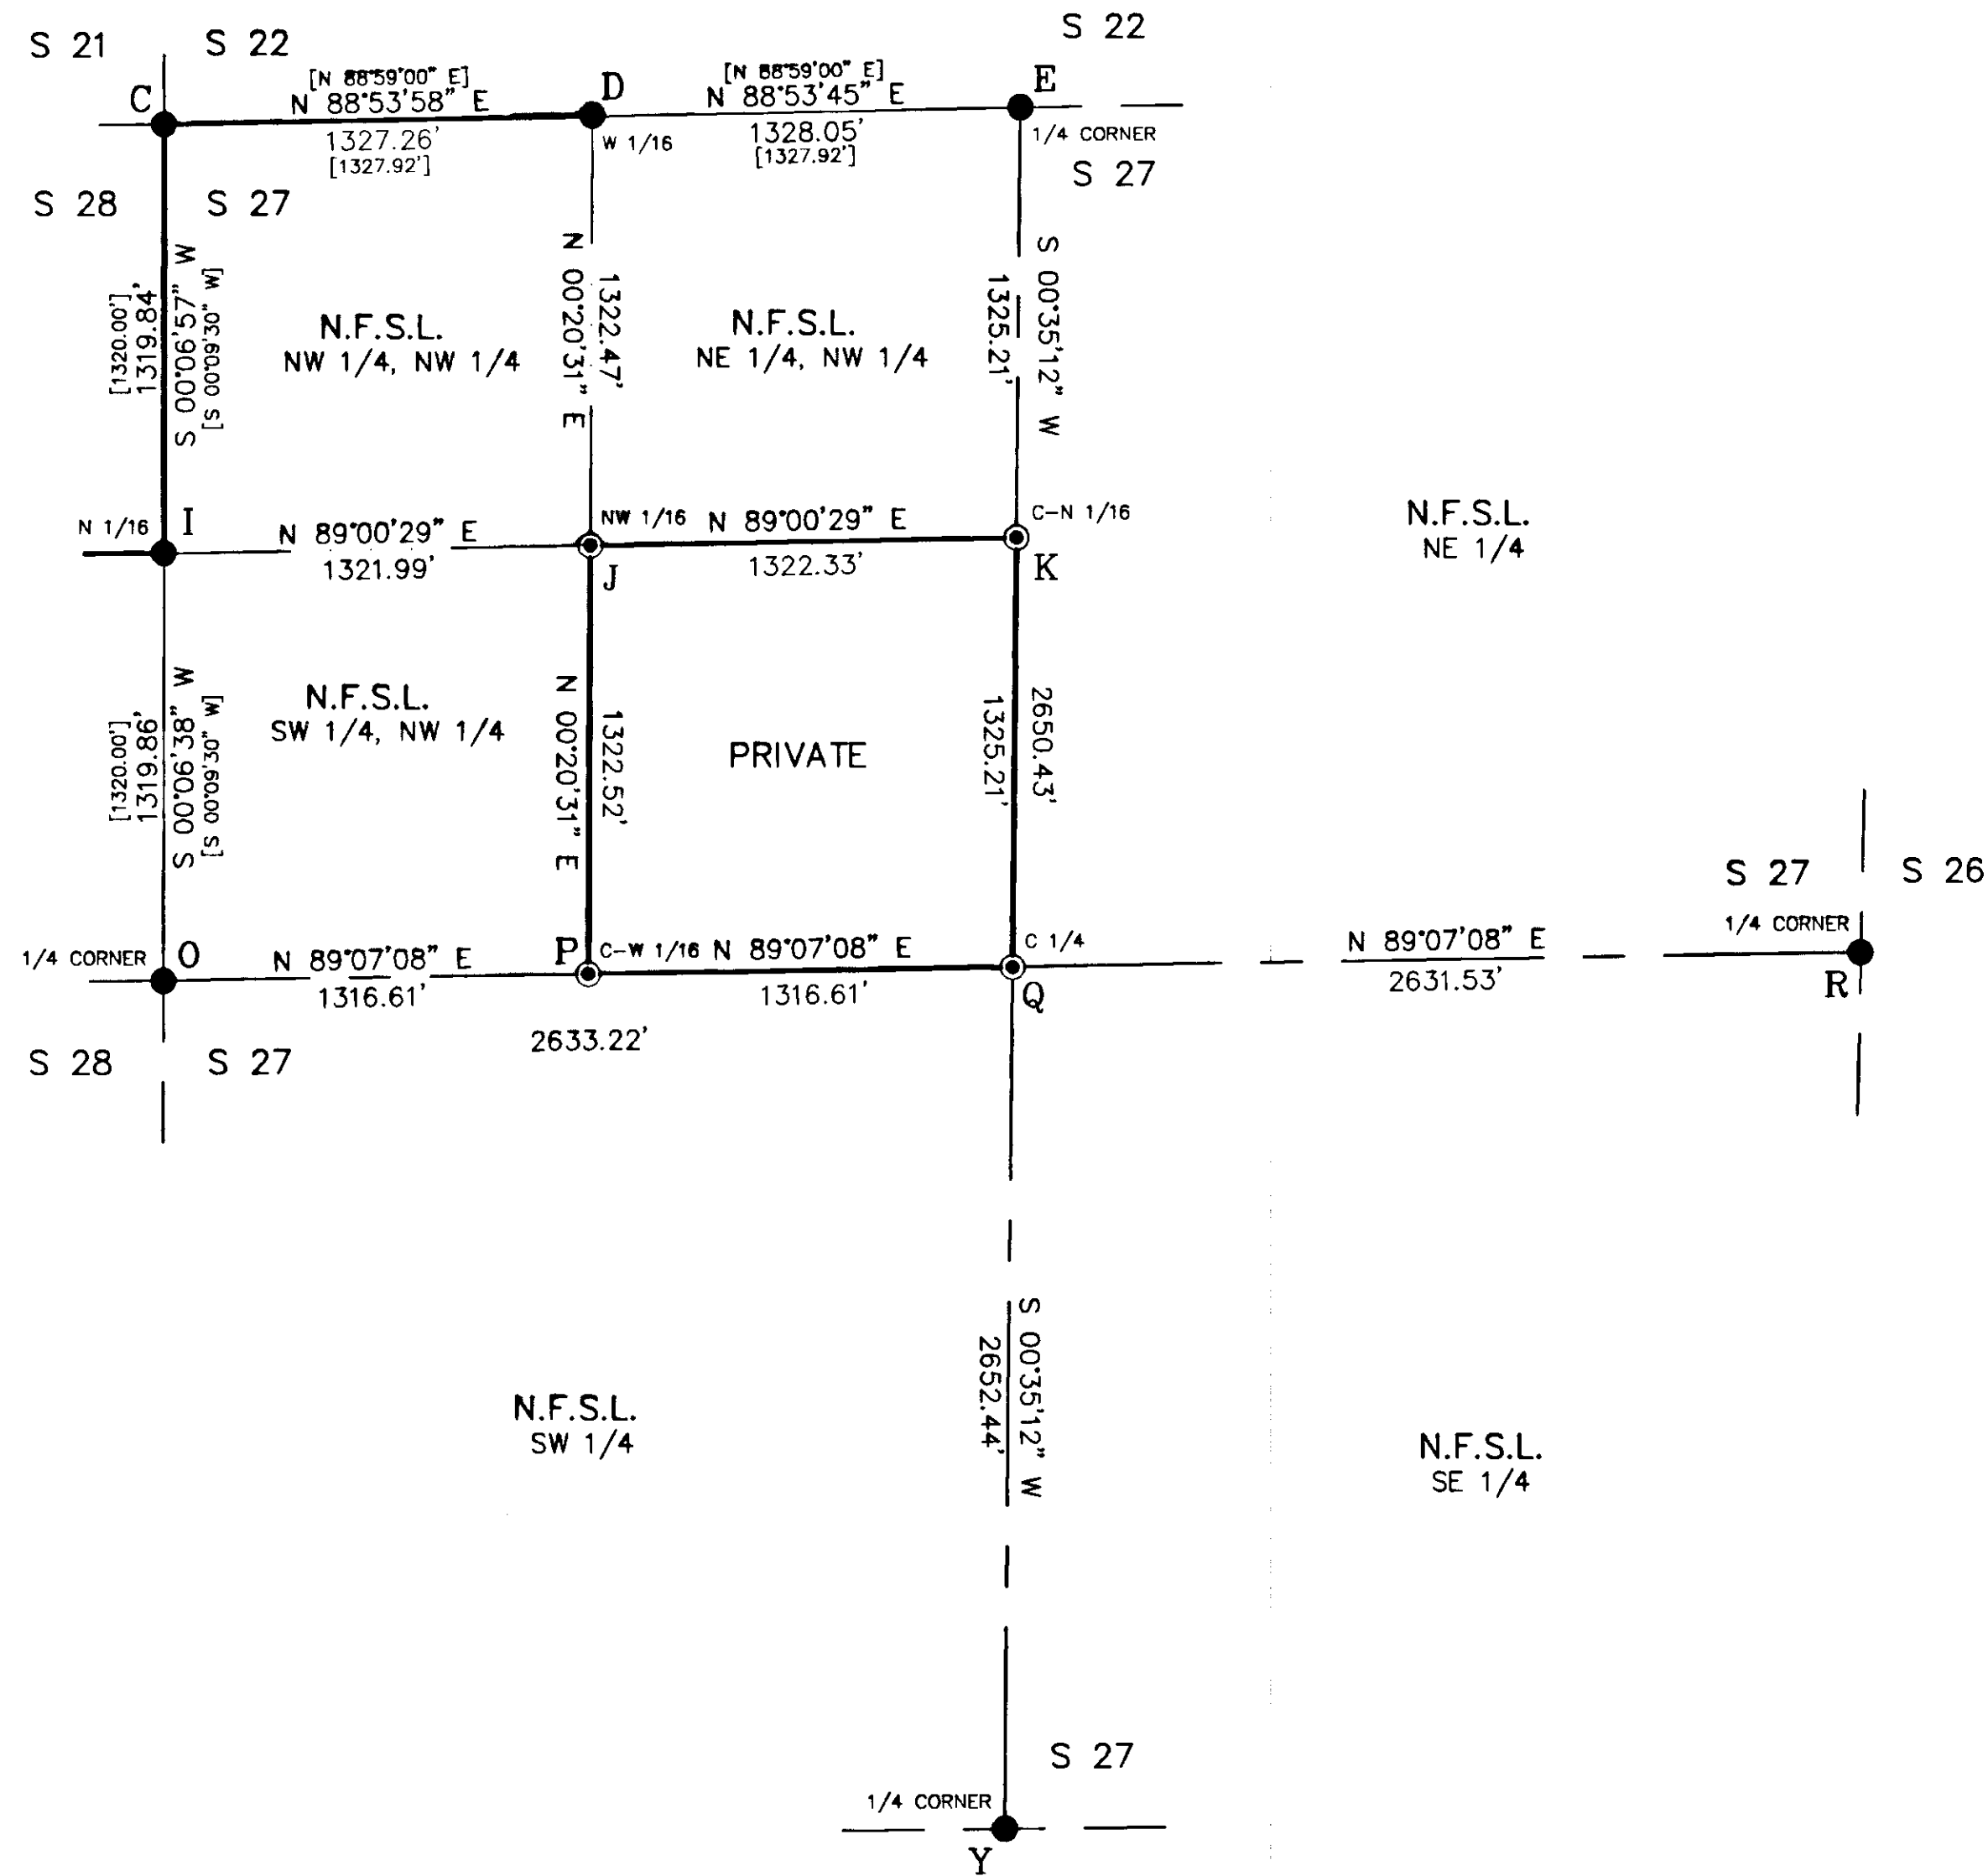 S 21
S 22
S 22
[N 88°59'00" E]
N 88°53'58" E
1327.26'
[1327.92']
[N 88°59'00" E]
N 88°53'45" E
1328.05'
[1327.92']
C
D
E
W 1/16
1/4 CORNER
S 27
S 28
S 27
[1320.00']
1319.84'
S 00°06'57" W
[S 00°09'30" W]
N.F.S.L.
NW 1/4, NW 1/4
N 00°20'31" E
1322.47'
N.F.S.L.
NE 1/4, NW 1/4
1325.21'
S 00°35'12" W
N 1/16
I
N 89°00'29" E
1321.99'
NW 1/16
J
N 89°00'29" E
1322.33'
C-N 1/16
K
N.F.S.L.
NE 1/4
[1320.00']
1319.86'
S 00°06'38" W
[S 00°09'30" W]
N.F.S.L.
SW 1/4, NW 1/4
N 00°20'31" E
1322.52'
PRIVATE
1325.21'
2650.43'
S 27
S 26
1/4 CORNER
R
1/4 CORNER
O
N 89°07'08" E
1316.61'
P
C-W 1/16
N 89°07'08" E
1316.61'
C 1/4
Q
N 89°07'08" E
2631.53'
2633.22'
S 28
S 27
S 00°35'12" W
2652.44'
N.F.S.L.
SW 1/4
N.F.S.L.
SE 1/4
S 27
1/4 CORNER
Y